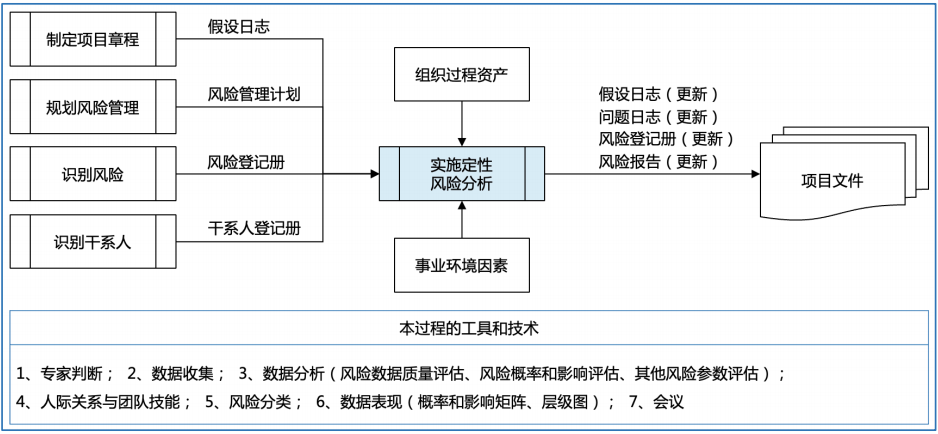 制定项目章程
假设日志
规划风险管理
风险管理计划
识别风险
风险登记册
识别干系人
干系人登记册
组织过程资产
实施定性
风险分析
事业环境因素
假设日志（更新）
问题日志（更新）
风险登记册（更新）
风险报告（更新）
项目文件
本过程的工具和技术
1、专家判断； 2、数据收集； 3、数据分析（风险数据质量评估、风险概率和影响评估、其他风险参数评估）；
4、人际关系与团队技能； 5、风险分类； 6、数据表现（概率和影响矩阵、层级图）； 7、会议